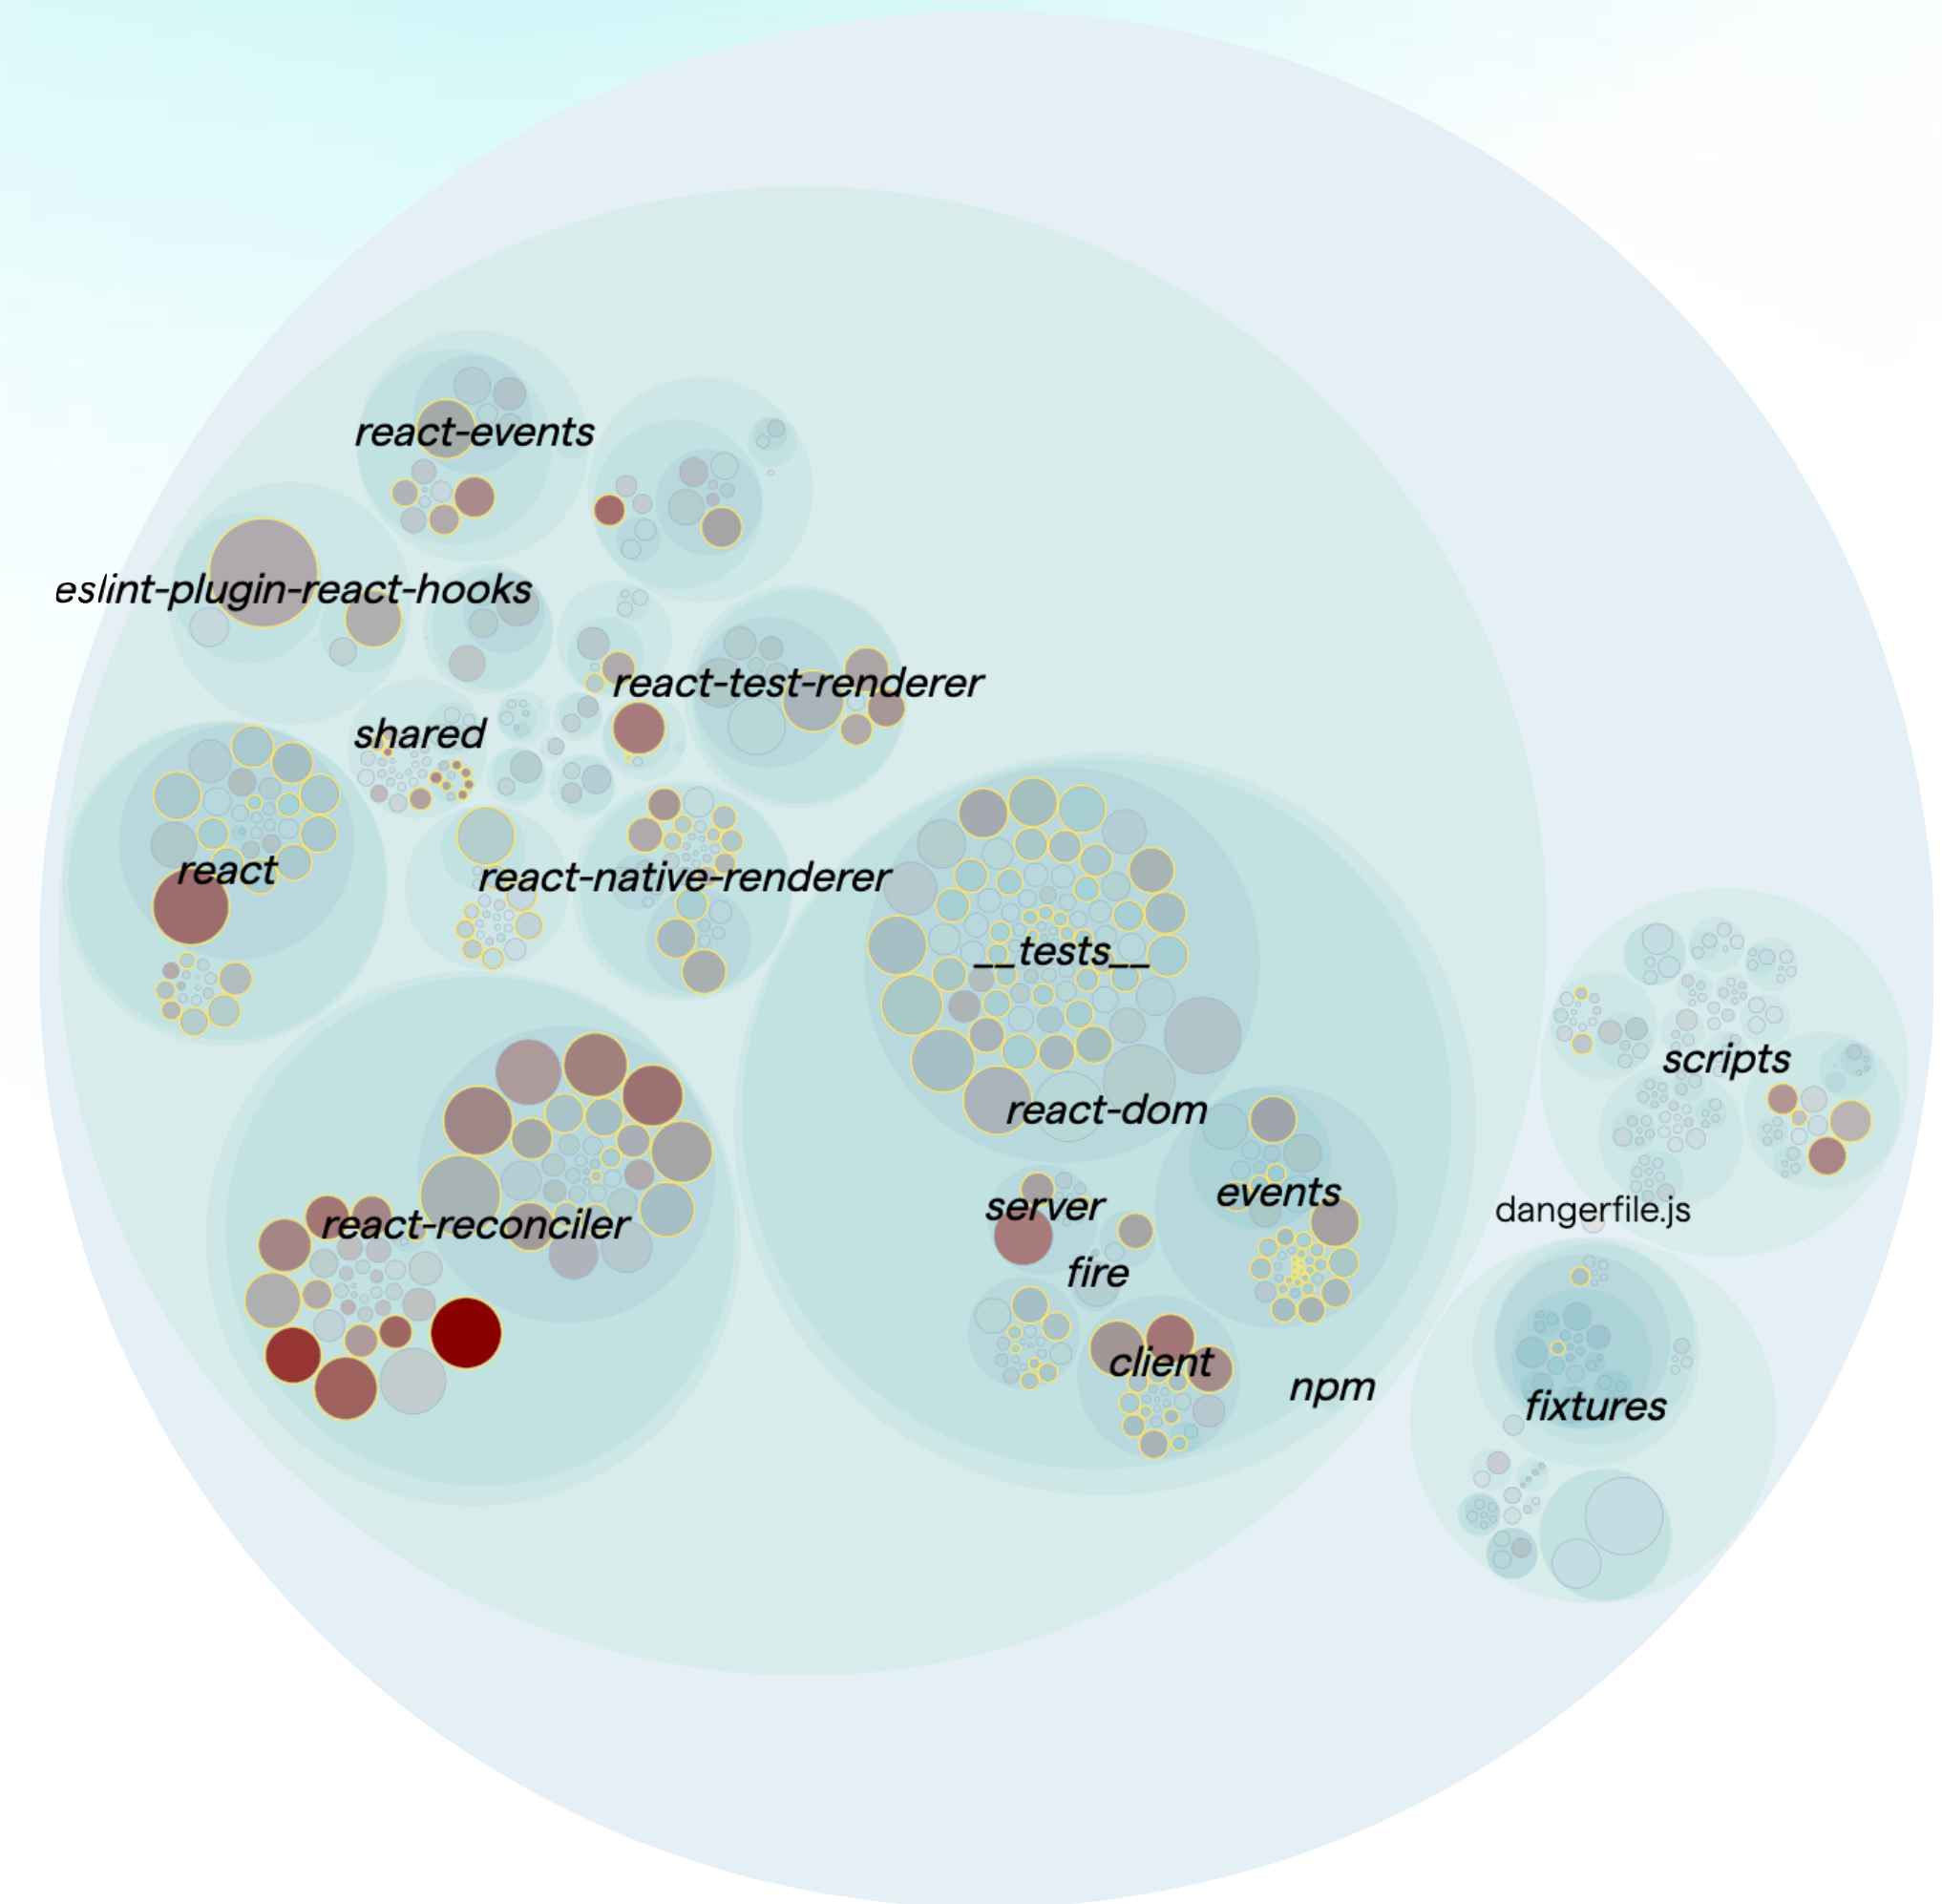 react-events
eslint-plugin-react-hooks
react-test-renderer
shared
react
react-native-renderer
__tests__
scripts
react-dom
events
server
dangerfile.js
react-reconciler
fire
client
npm
fixtures